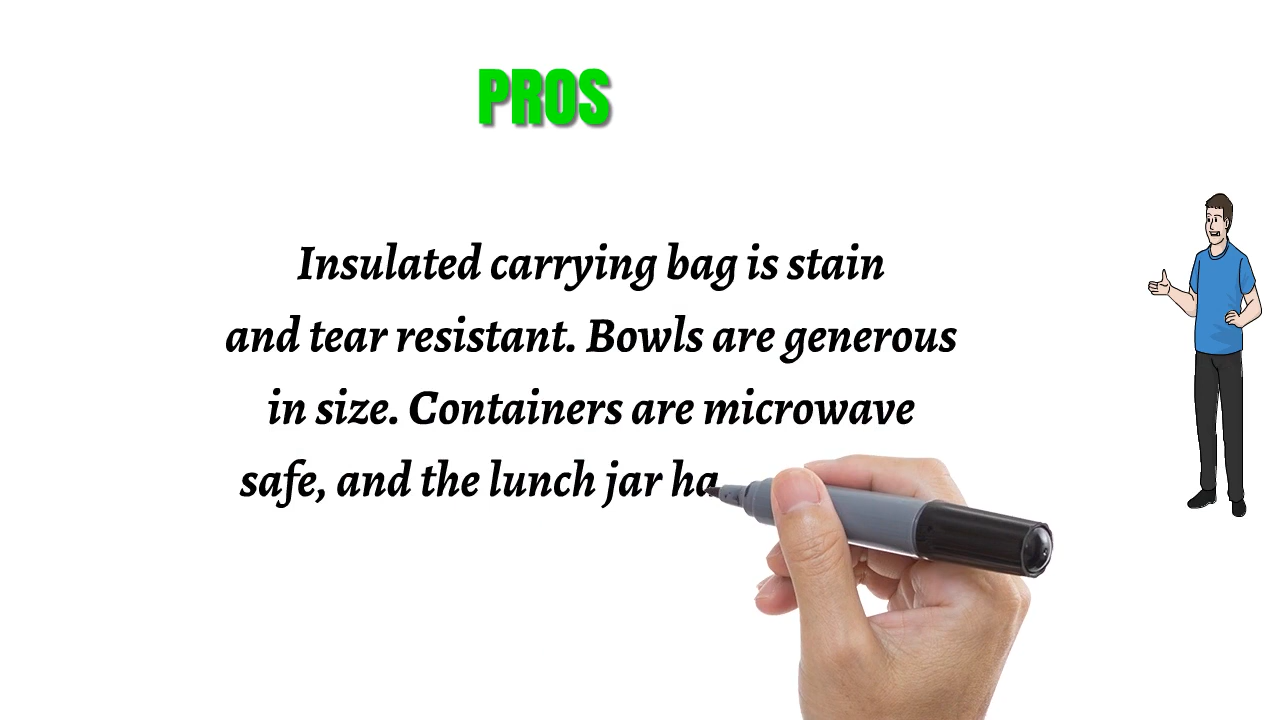 PROS
Insulated carrying bag is stain
and tear resistant. Bowls are generous
in size. Containers are microwave
safe, and the lunch jar ha